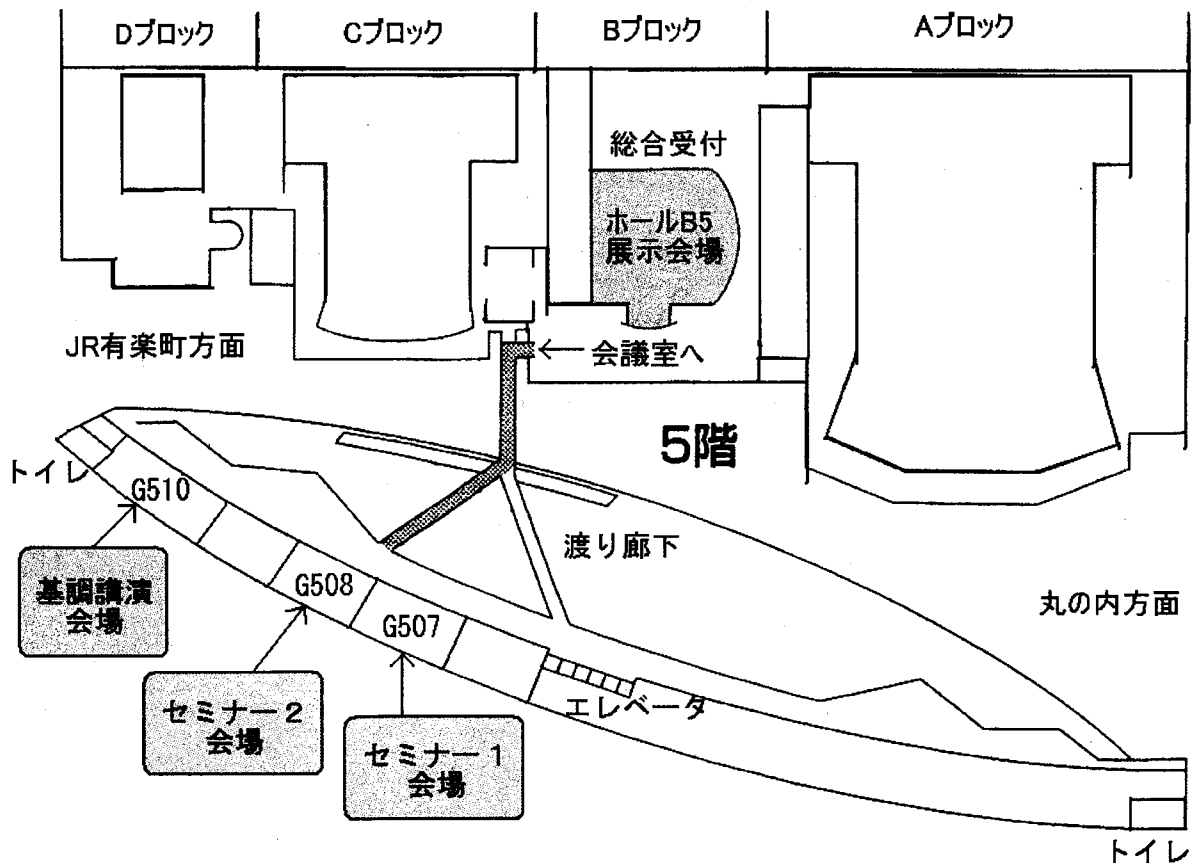 Dブロック
Cブロック
Bブロック
Aブロック
総合受付
ホールB5
展示会場
JR有楽町方面
会議室へ
5階
トイレ
G510
渡り廊下
基調講演
会場
G508
丸の内方面
G507
セミナー2
会場
エレベータ
セミナー1
会場
トイレ